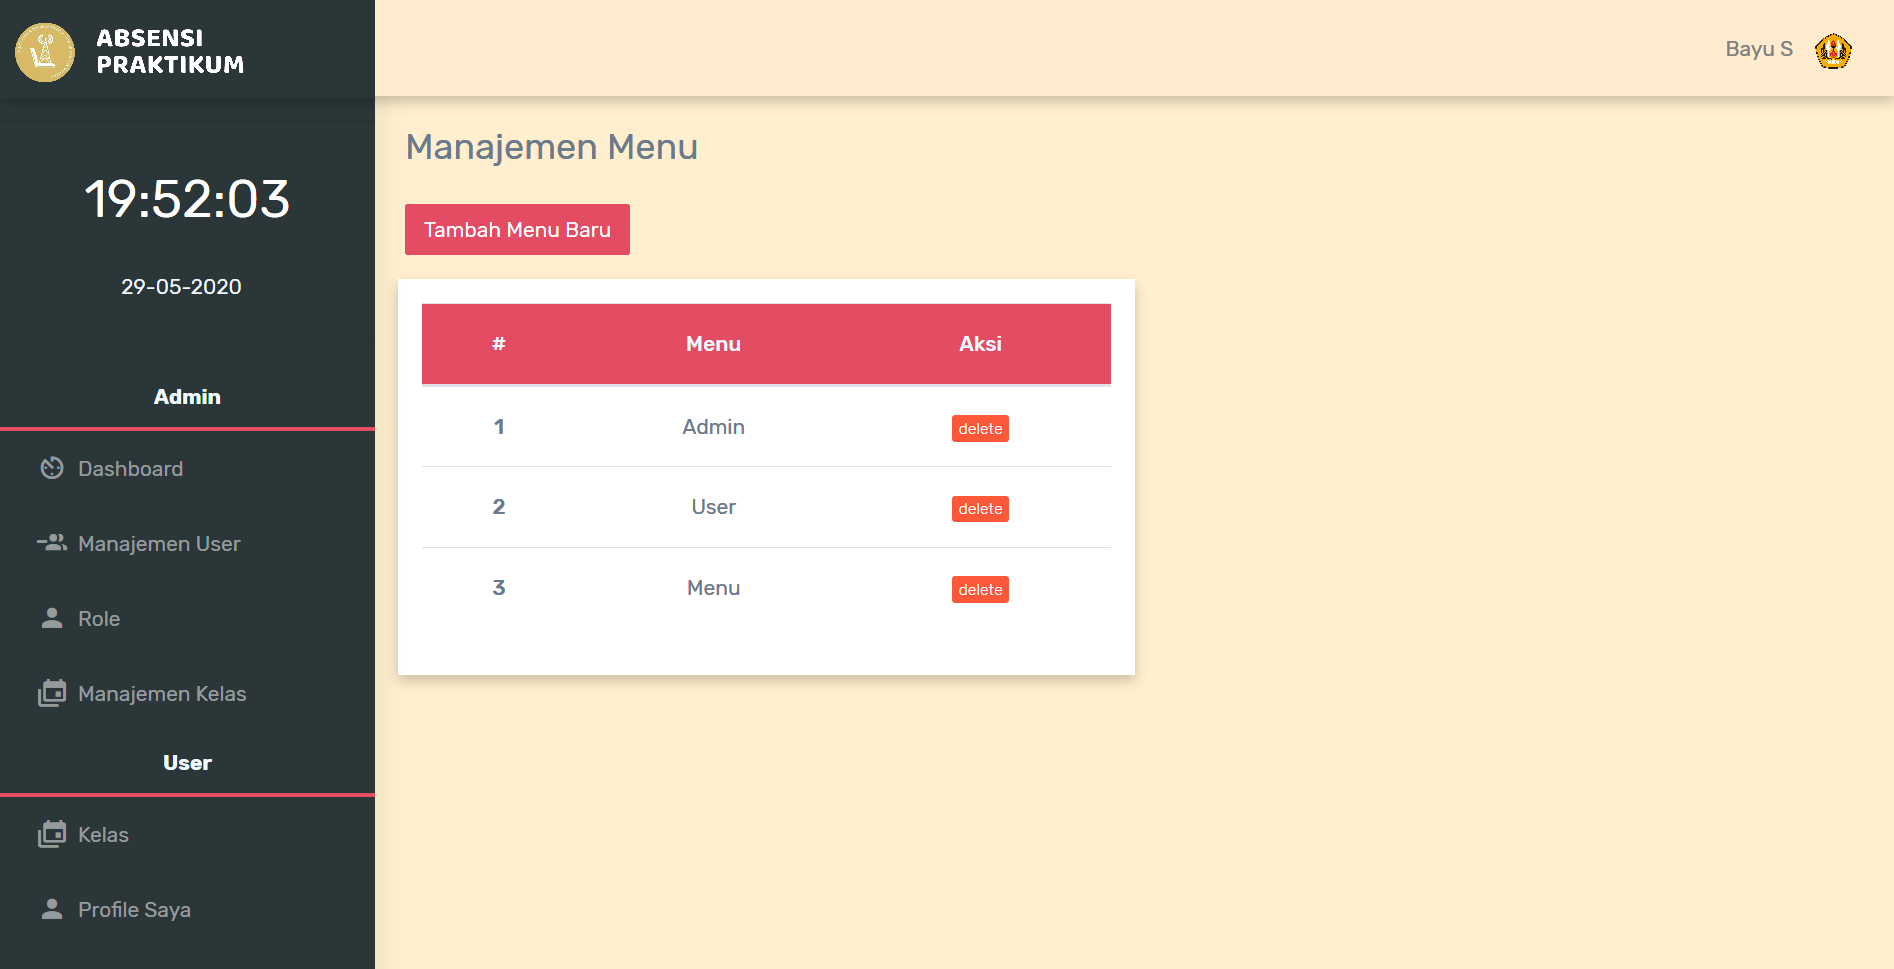 ABSENSI
PRAKTIKUM
Bayu S
19:52:03
29-05-2020
Admin
Dashboard
Manajemen User
Role
Manajemen Kelas
User
Kelas
Profile Saya
Manajemen Menu
Tambah Menu Baru
# Menu Aksi
1 Admin delete
2 User delete
3 Menu delete